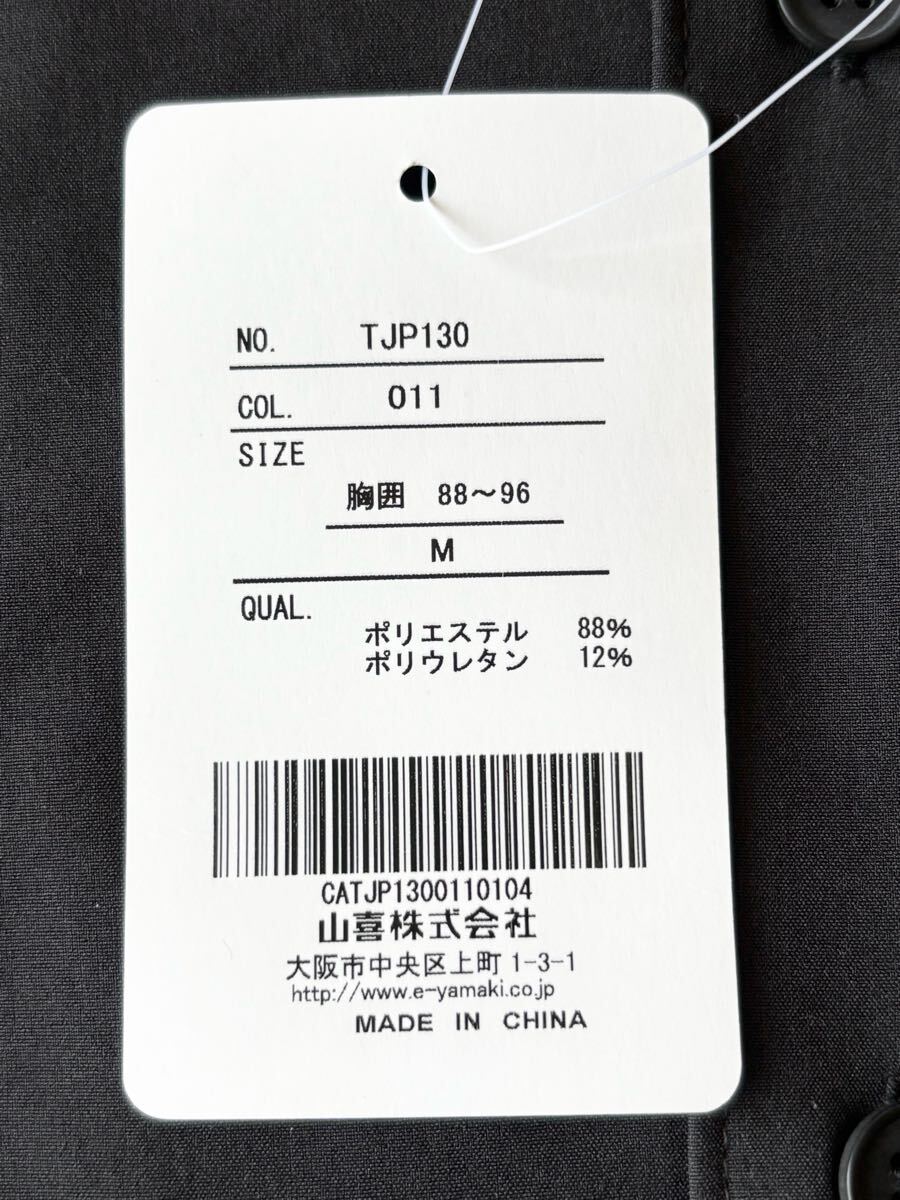 NO. TJP130
COL. 011
SIZE
胸囲 88～96
M
QUAL.
ポリエステル 88%
ポリウレタン 12%
CATJP1300110104
山喜株式会社
大阪市中央区上町 1-3-1
http://www.e-yamaki.co.jp
MADE IN CHINA